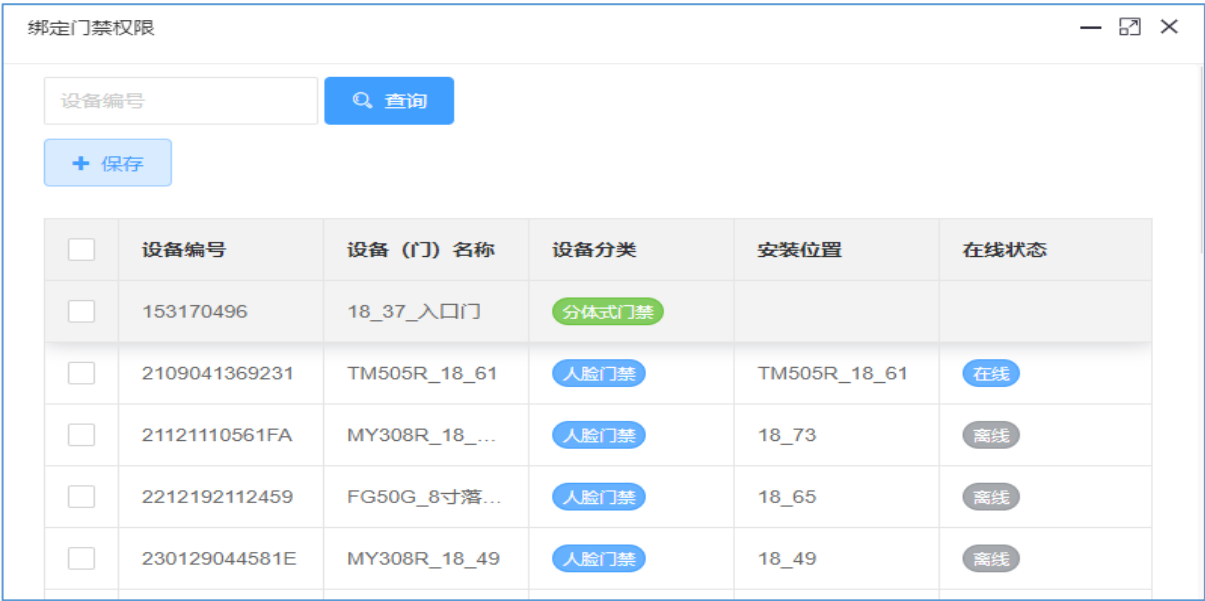 绑定门禁权限
设备编号 查询
保存
设备编号 设备（门）名称 设备分类 安装位置 在线状态
153170496 18_37_入口门 分体式门禁
2109041369231 TM505R_18_61 人脸门禁 TM505R_18_61 在线
21121110561FA MY308R_18_... 人脸门禁 18_73 离线
2212192112459 FG50G_8寸落... 人脸门禁 18_65 离线
230129044581E MY308R_18_49 人脸门禁 18_49 离线